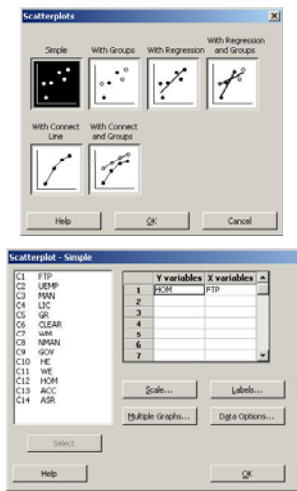 Scatterplots
Simple With Groups With Regression With Regression and Groups
With Connect Line With Connect and Groups
Help OK Cancel
Scatterplot - Simple
C1 FTP
C2 UEMP
C3 MAN
C4 LIC
C5 GR
C6 CLEAR
C7 WM
C8 NMAN
C9 GOV
C10 HE
C11 WE
C12 HOM
C13 ACC
C14 ASR
Y variables X variables
1 HOM FTP
2
3
4
5
6
7
Scale... Labels...
Multiple Graphs... Data Options...
Select
Help OK